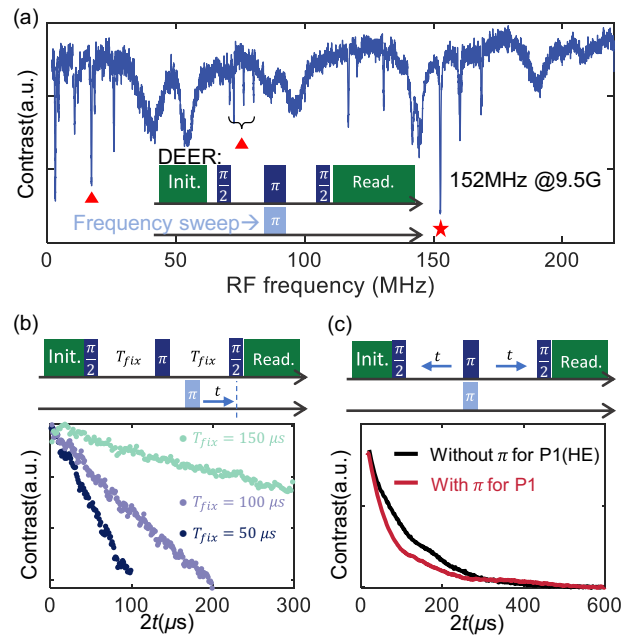 (a)
Contrast(a.u.)
DEER:
Init. π/2 π π/2 Read.
152MHz @9.5G
Frequency sweep→ π
0 50 100 150 200
RF frequency (MHz)
(b)
Init. π/2 T_fix π T_fix π/2 Read.
π t
Contrast(a.u.)
T_fix = 150 μs
T_fix = 100 μs
T_fix = 50 μs
0 100 200 300
2t(μs)
(c)
Init. π/2 t π t π/2 Read.
π
Contrast(a.u.)
Without π for P1(HE)
With π for P1
0 200 400 600
2t(μs)